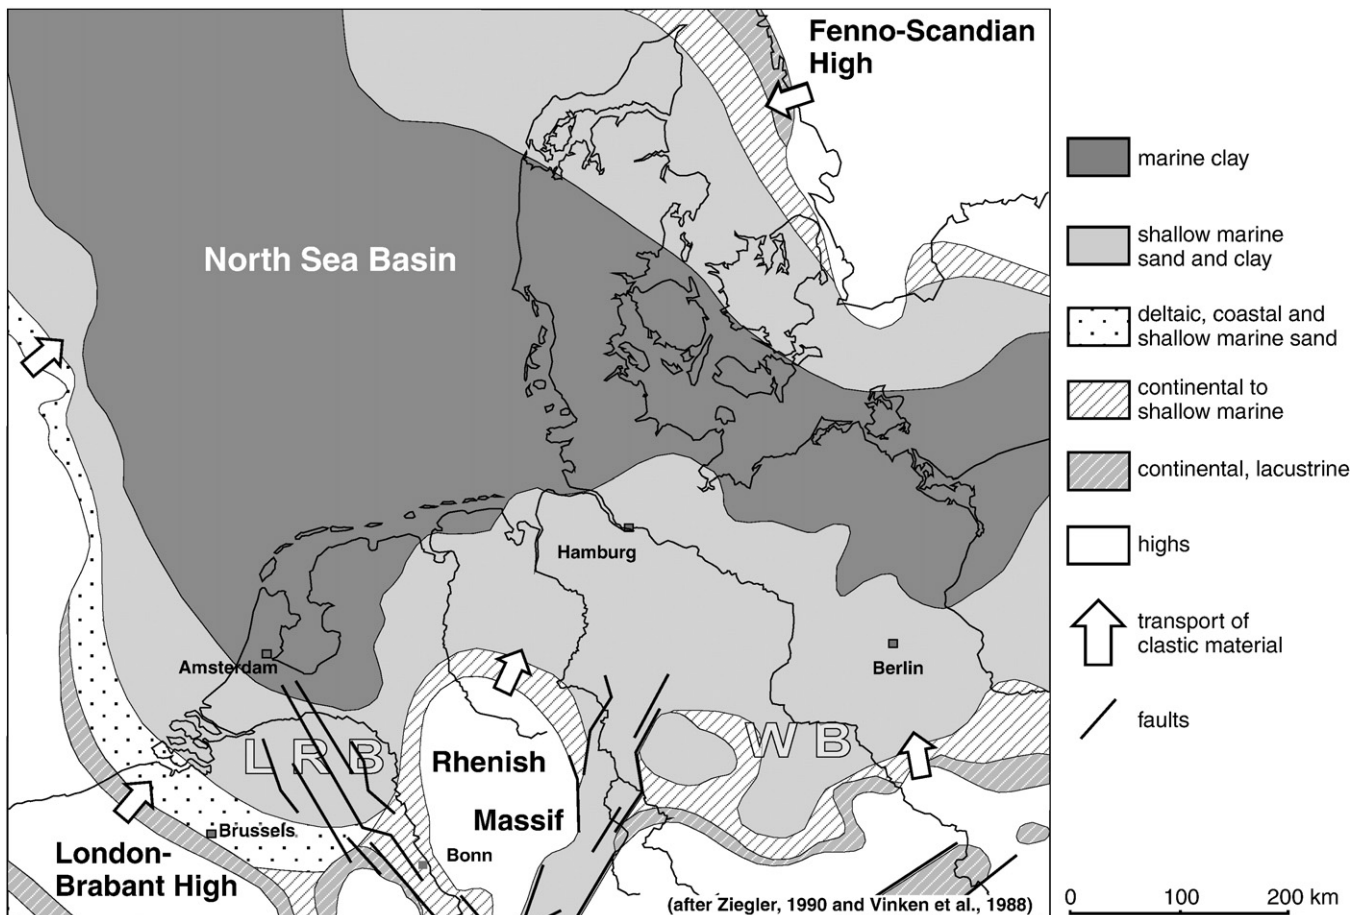 Fenno-Scandian
High
North Sea Basin
Hamburg
Amsterdam
Berlin
L R B
W B
Rhenish
Massif
Brussels
Bonn
London-
Brabant High
(after Ziegler, 1990 and Vinken et al., 1988)
marine clay
shallow marine
sand and clay
deltaic, coastal and
shallow marine sand
continental to
shallow marine
continental, lacustrine
highs
transport of
clastic material
faults
0 100 200 km